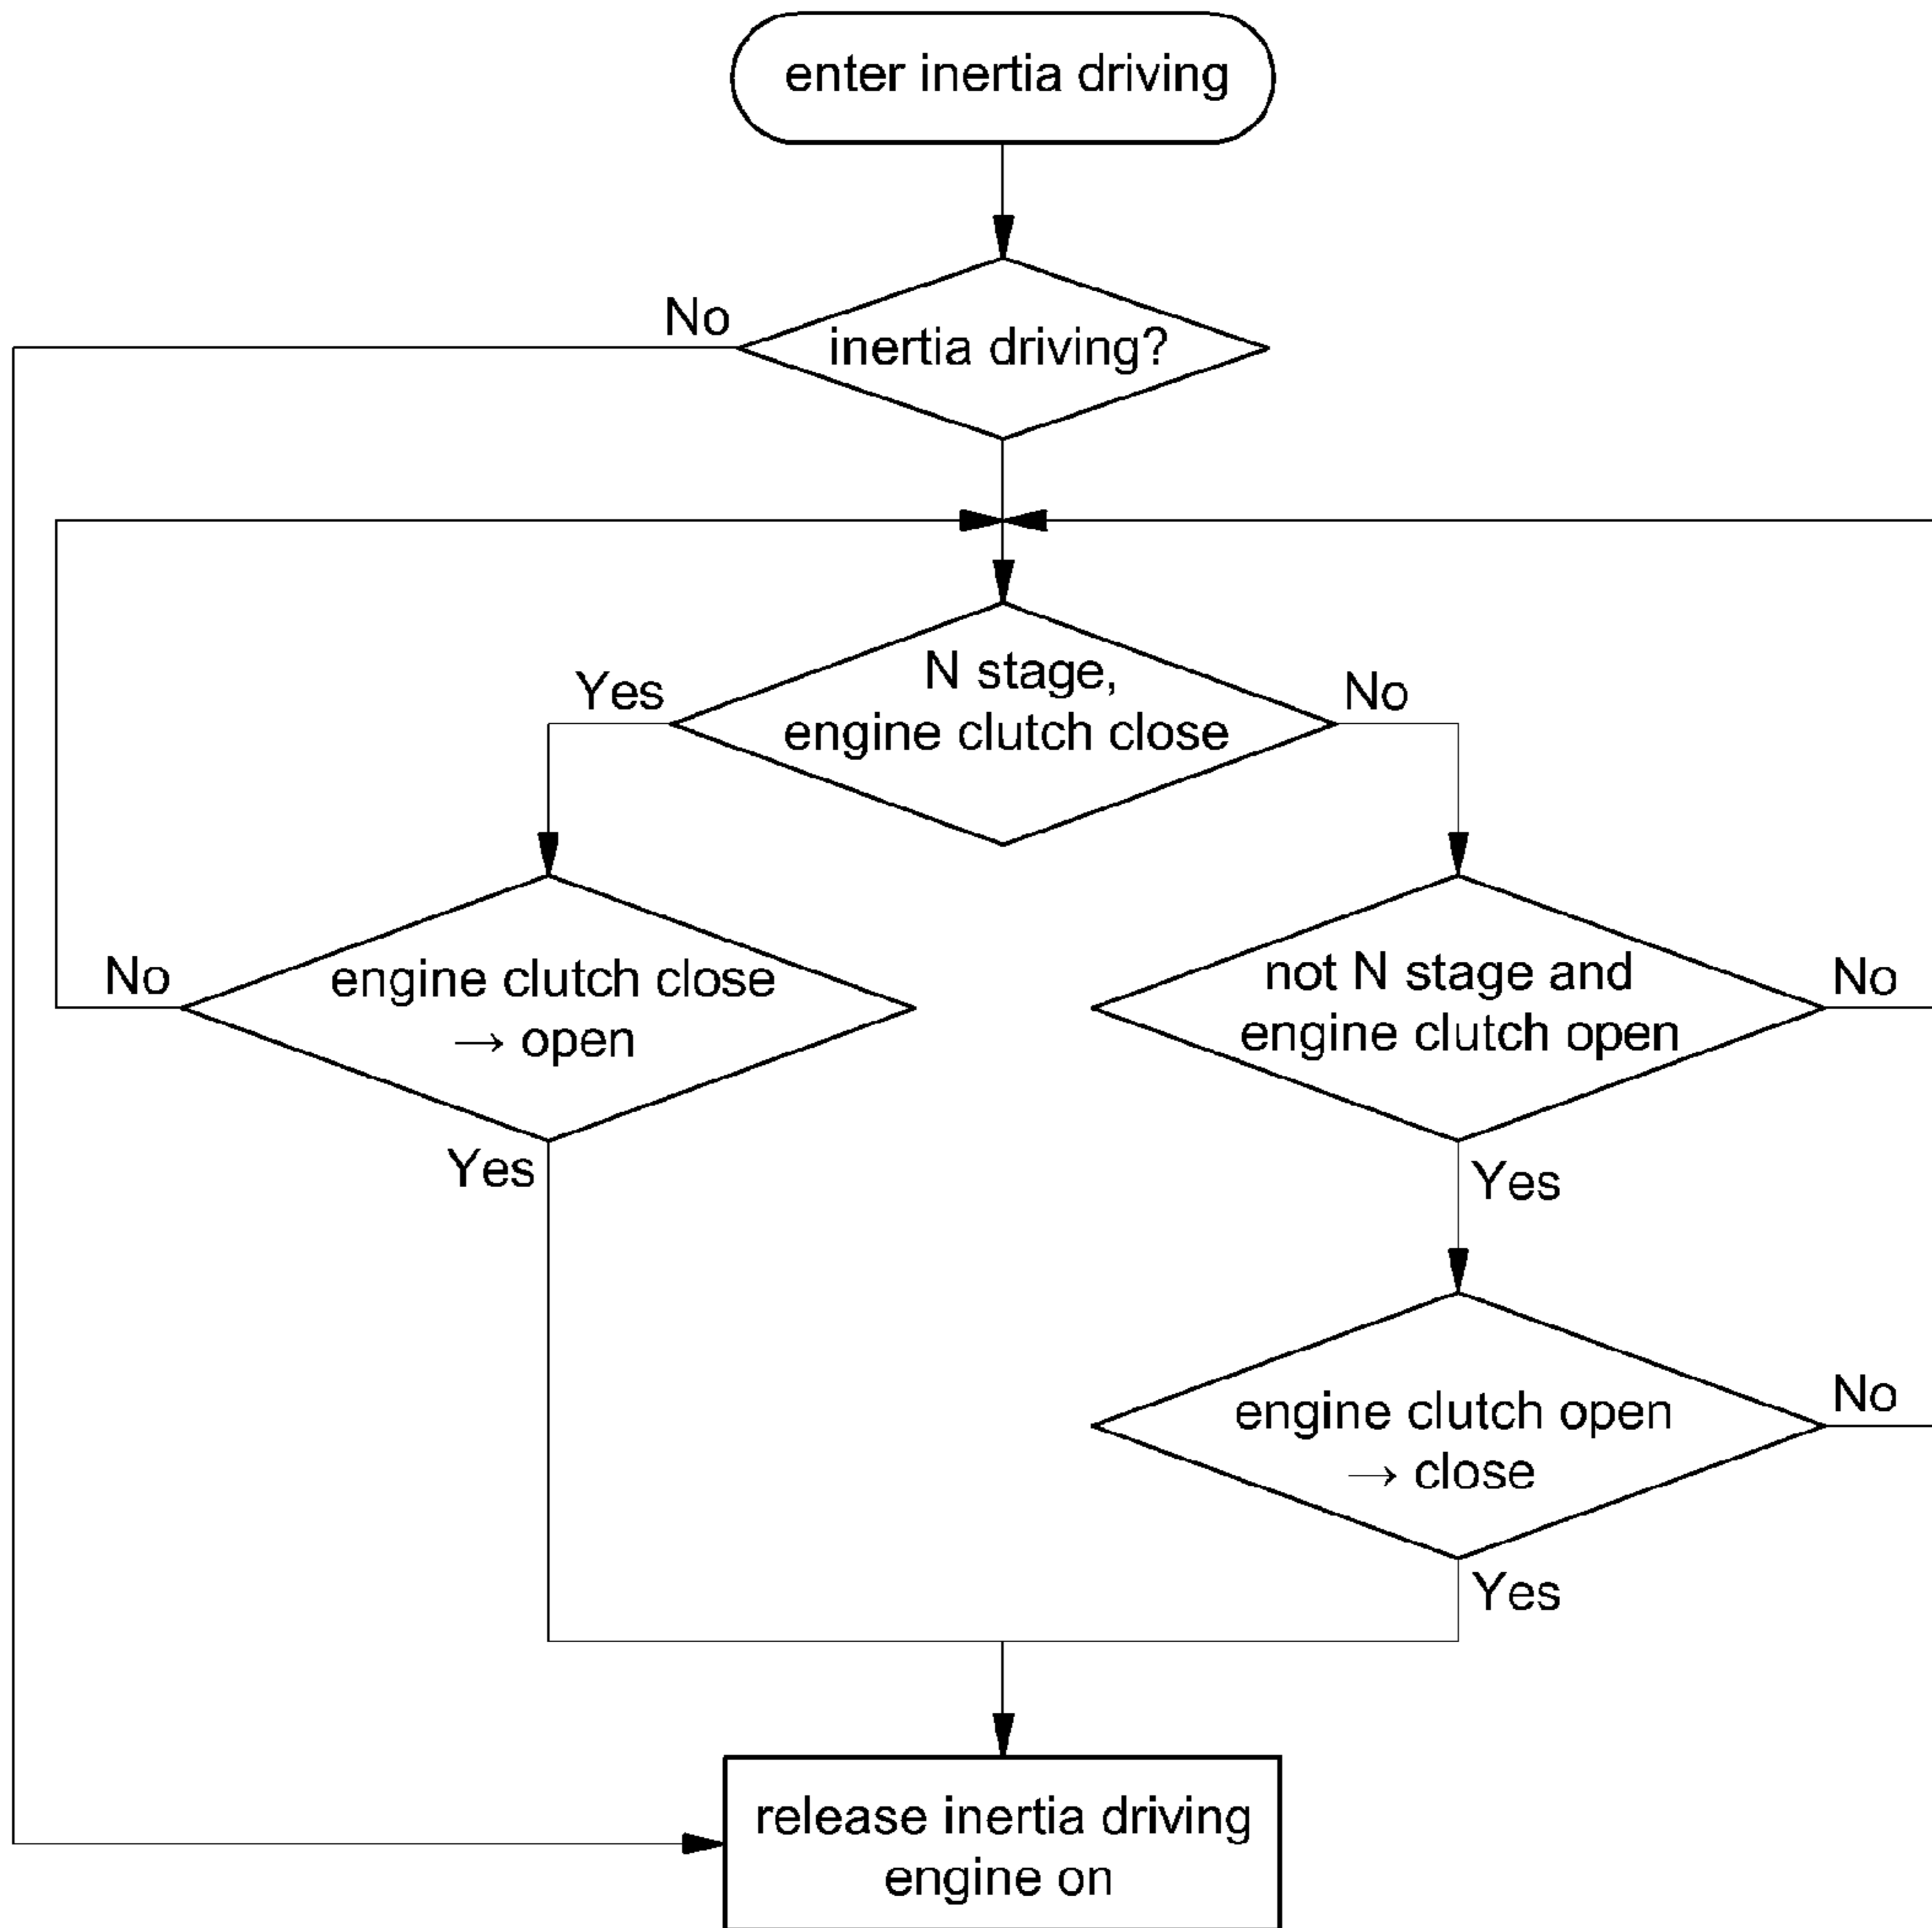 enter inertia driving
No
inertia driving?
Yes
N stage,
engine clutch close
No
No
engine clutch close
→ open
not N stage and
engine clutch open
No
Yes
Yes
engine clutch open
→ close
No
Yes
release inertia driving
engine on